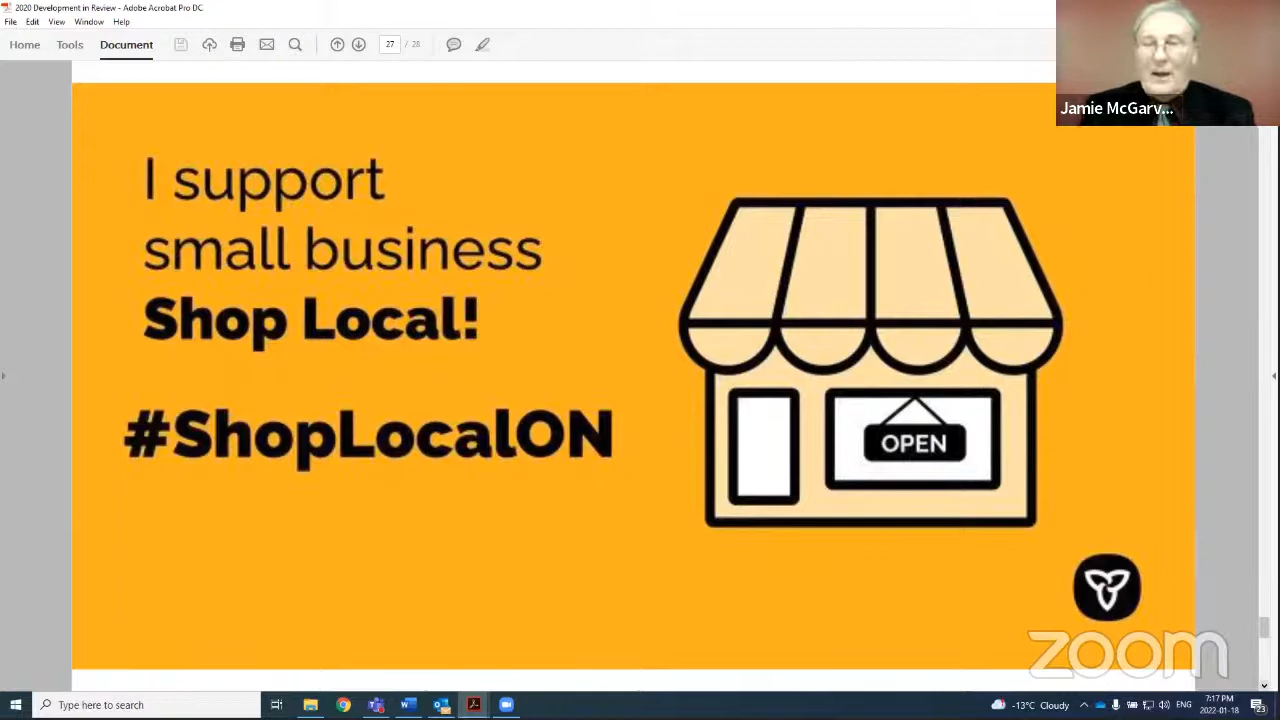 2020 Development in Review - Adobe Acrobat Pro DC
File Edit View Window Help
Home Tools Document 27 / 28
Jamie McGarv...
I support
small business
Shop Local!
#ShopLocalON
OPEN
zoom
Type here to search
-13°C Cloudy
ENG
7:17 PM
2022-01-18
23